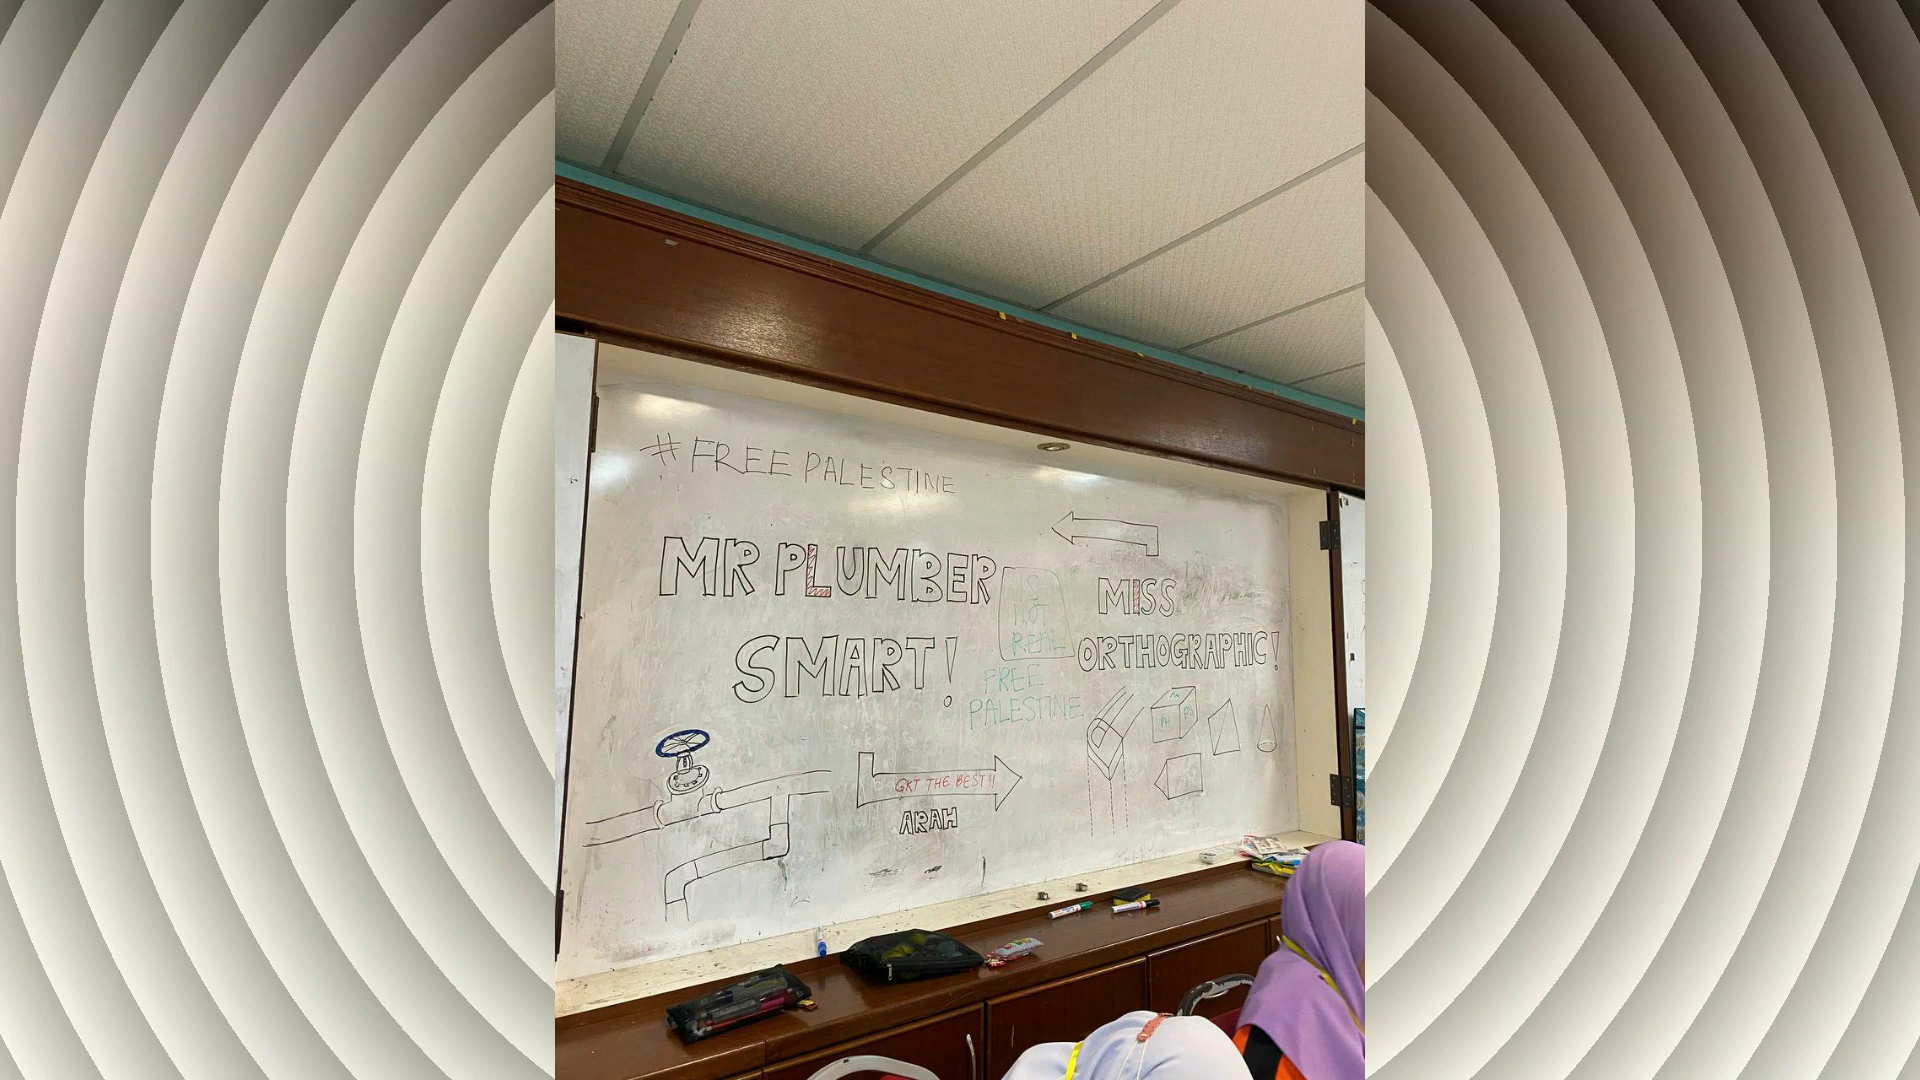 # FREE PALESTINE
MR PLUMBER
SMART!
IS
NOT
REAL
FREE
PALESTINE
MISS
ORTHOGRAPHIC!
GKT THE BEST!!
ARAH